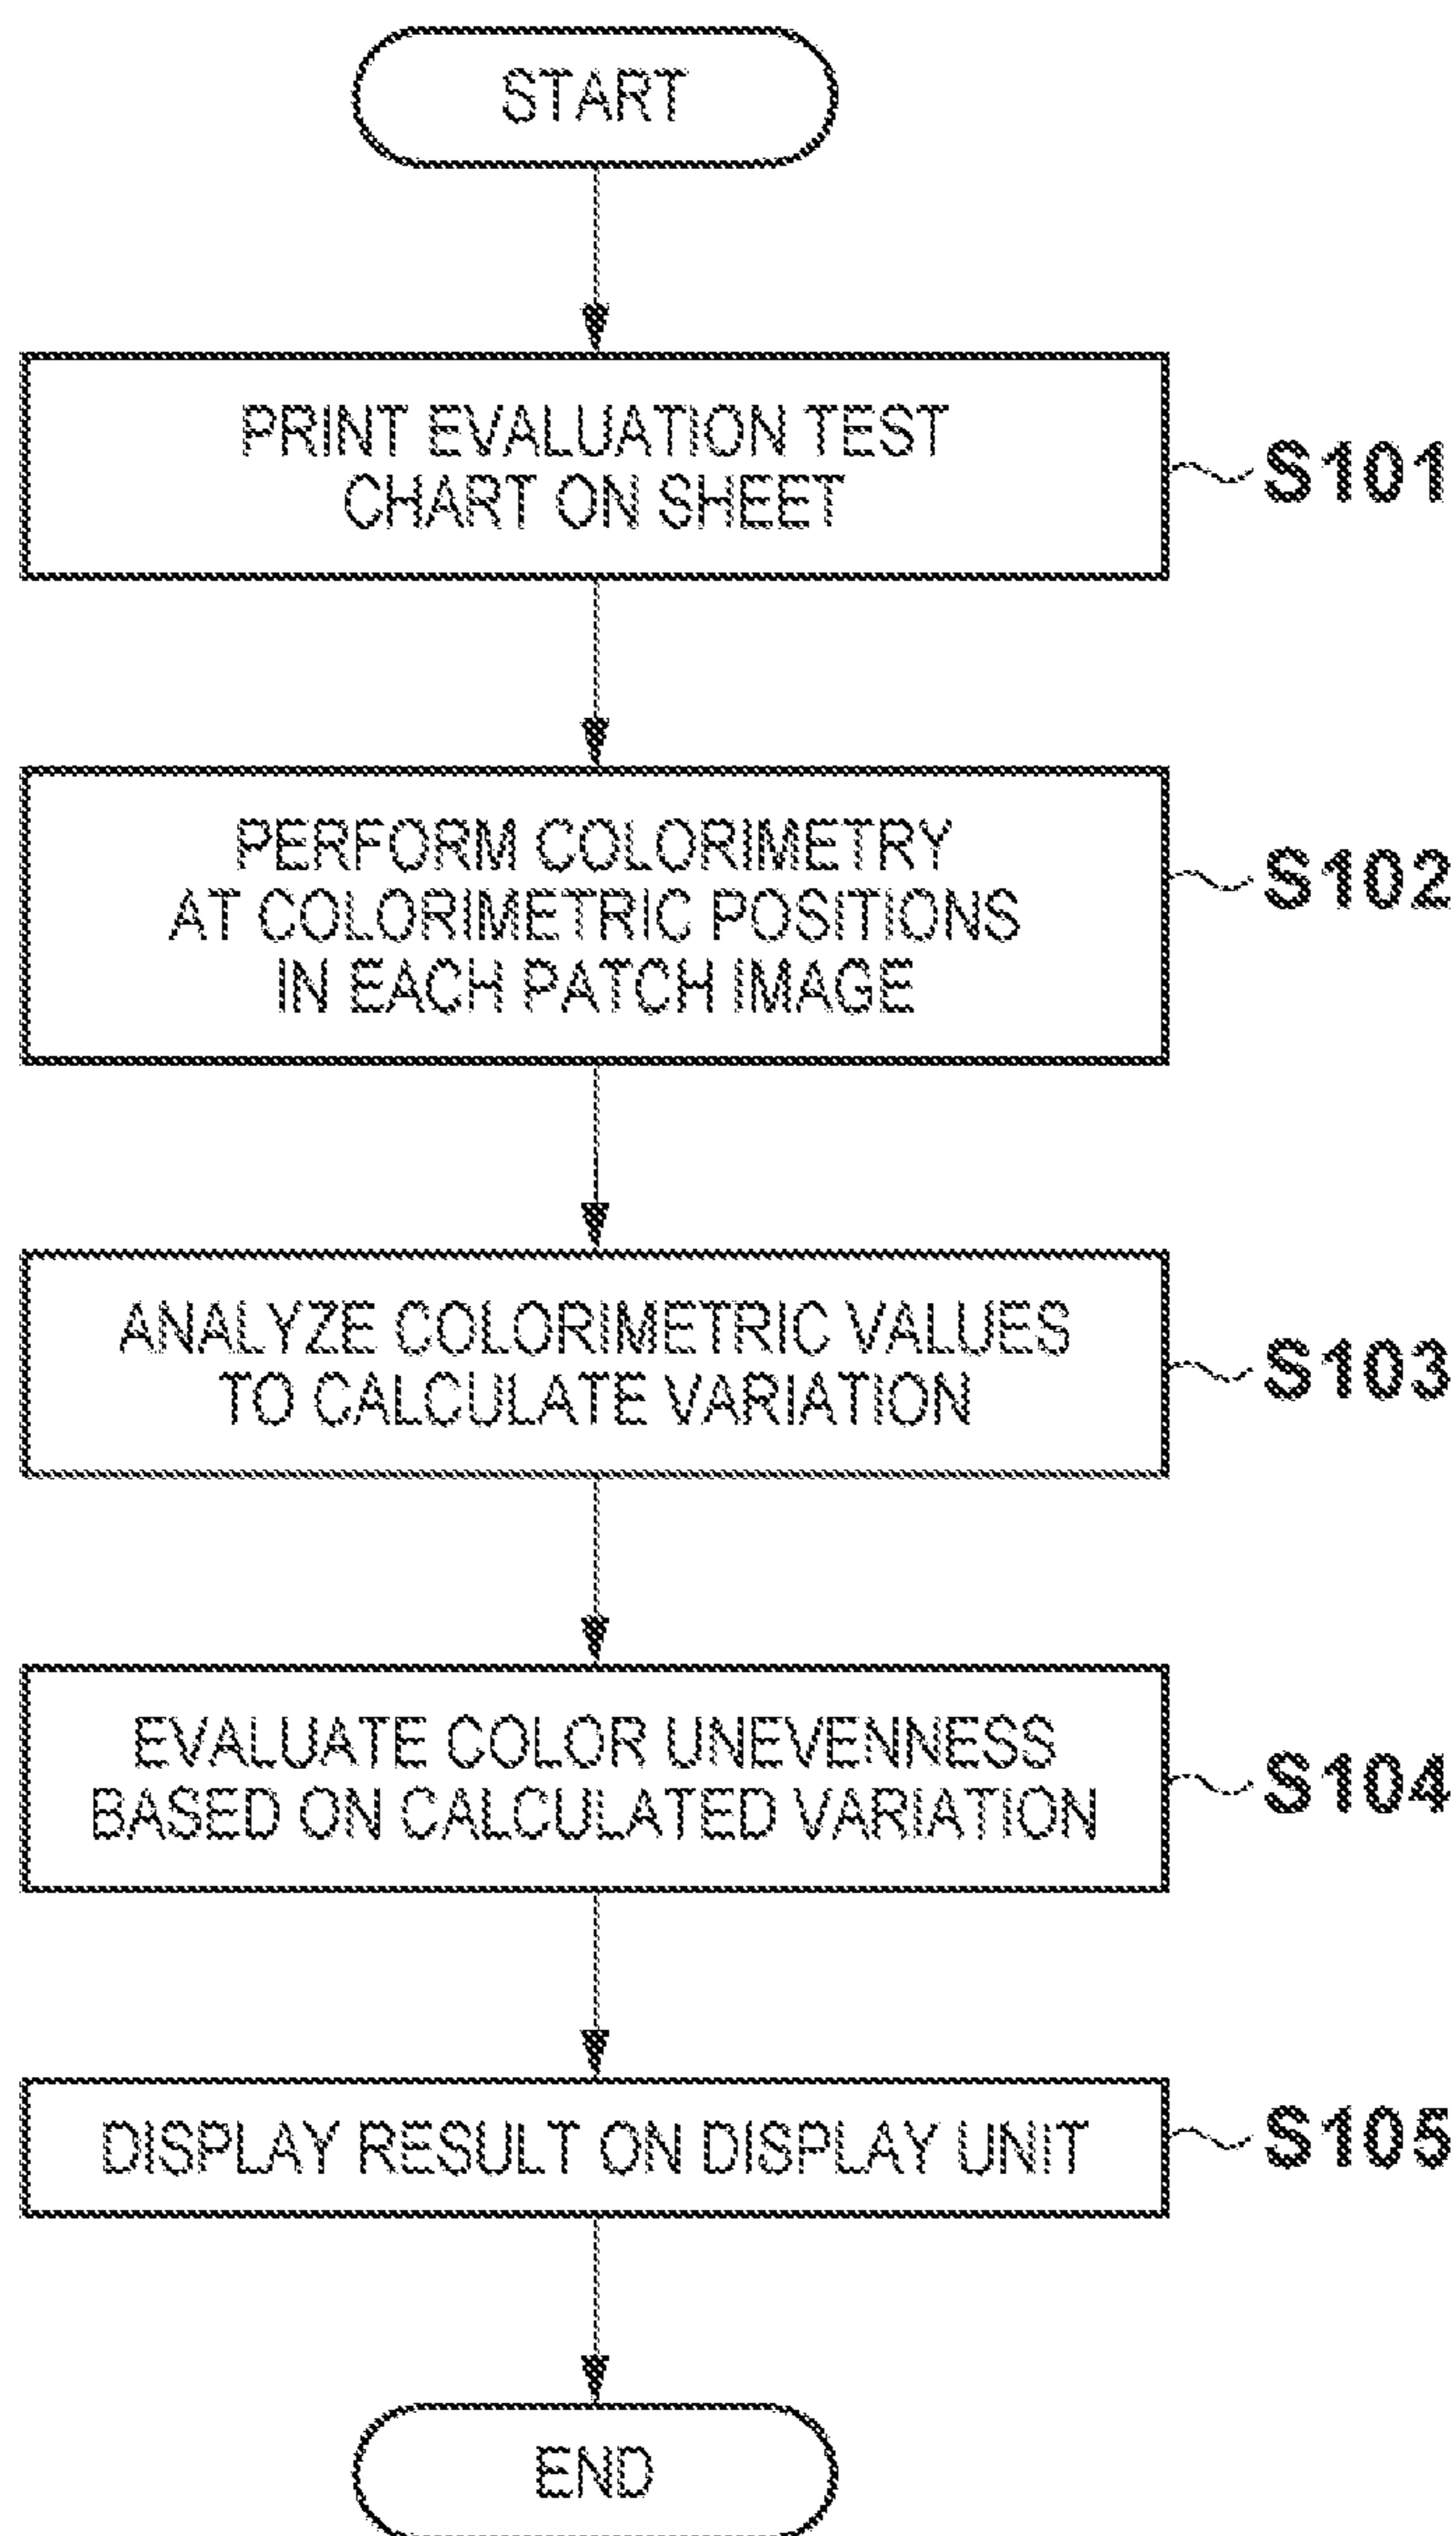 START
PRINT EVALUATION TEST
CHART ON SHEET
S101
PERFORM COLORIMETRY
AT COLORIMETRIC POSITIONS
IN EACH PATCH IMAGE
S102
ANALYZE COLORIMETRIC VALUES
TO CALCULATE VARIATION
S103
EVALUATE COLOR UNEVENNESS
BASED ON CALCULATED VARIATION
S104
DISPLAY RESULT ON DISPLAY UNIT
S105
END